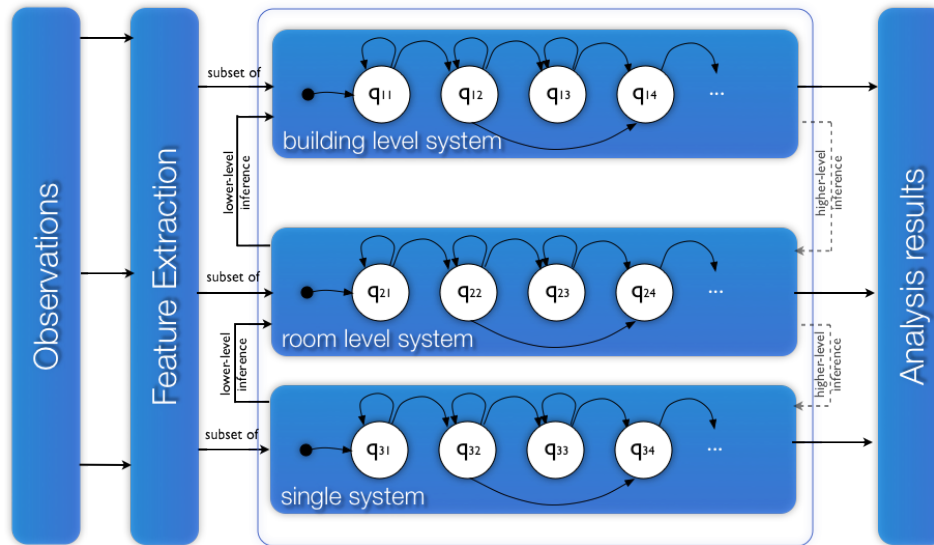 Observations
Feature Extraction
subset of
q11
q12
q13
q14
...
building level system
lower-level
inference
higher-level
inference
subset of
q21
q22
q23
q24
...
room level system
lower-level
inference
higher-level
inference
subset of
q31
q32
q33
q34
...
single system
Analysis results